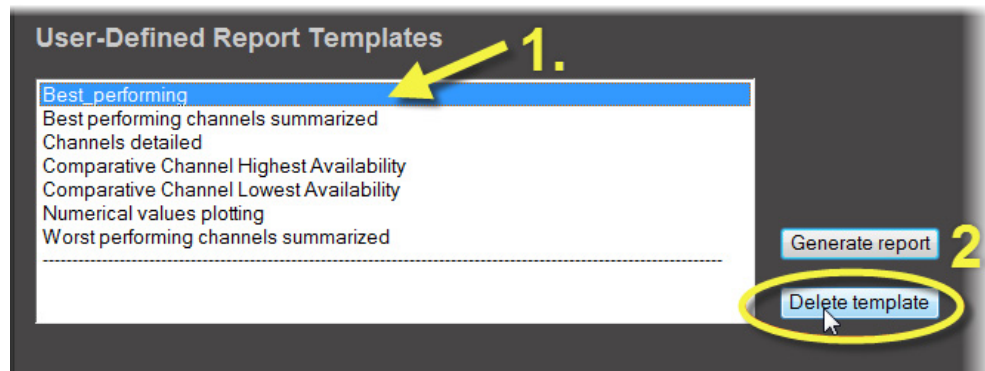 User-Defined Report Templates
1.
Best_performing
Best performing channels summarized
Channels detailed
Comparative Channel Highest Availability
Comparative Channel Lowest Availability
Numerical values plotting
Worst performing channels summarized
-----------------------------------------------------------------------------------------------------------------------------------------
Generate report
2
Delete template